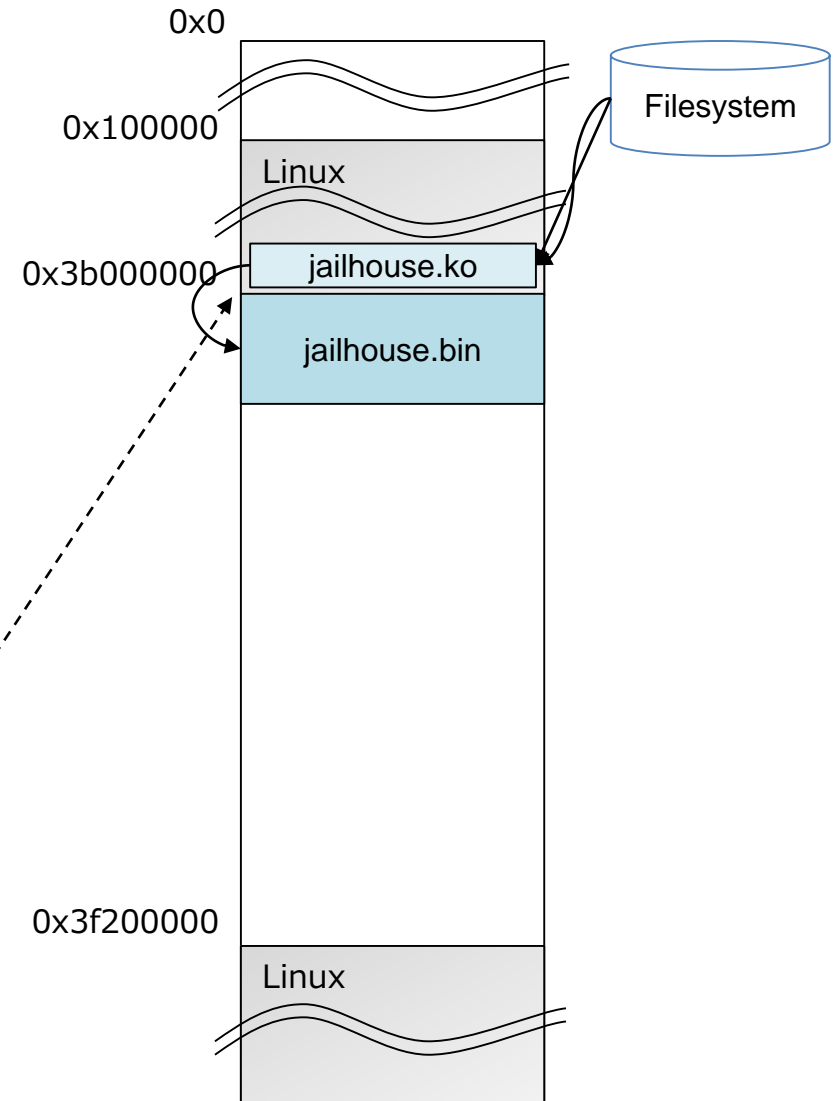 0x0
Filesystem
0x100000
Linux
0x3b000000
jailhouse.ko
jailhouse.bin
0x3f200000
Linux